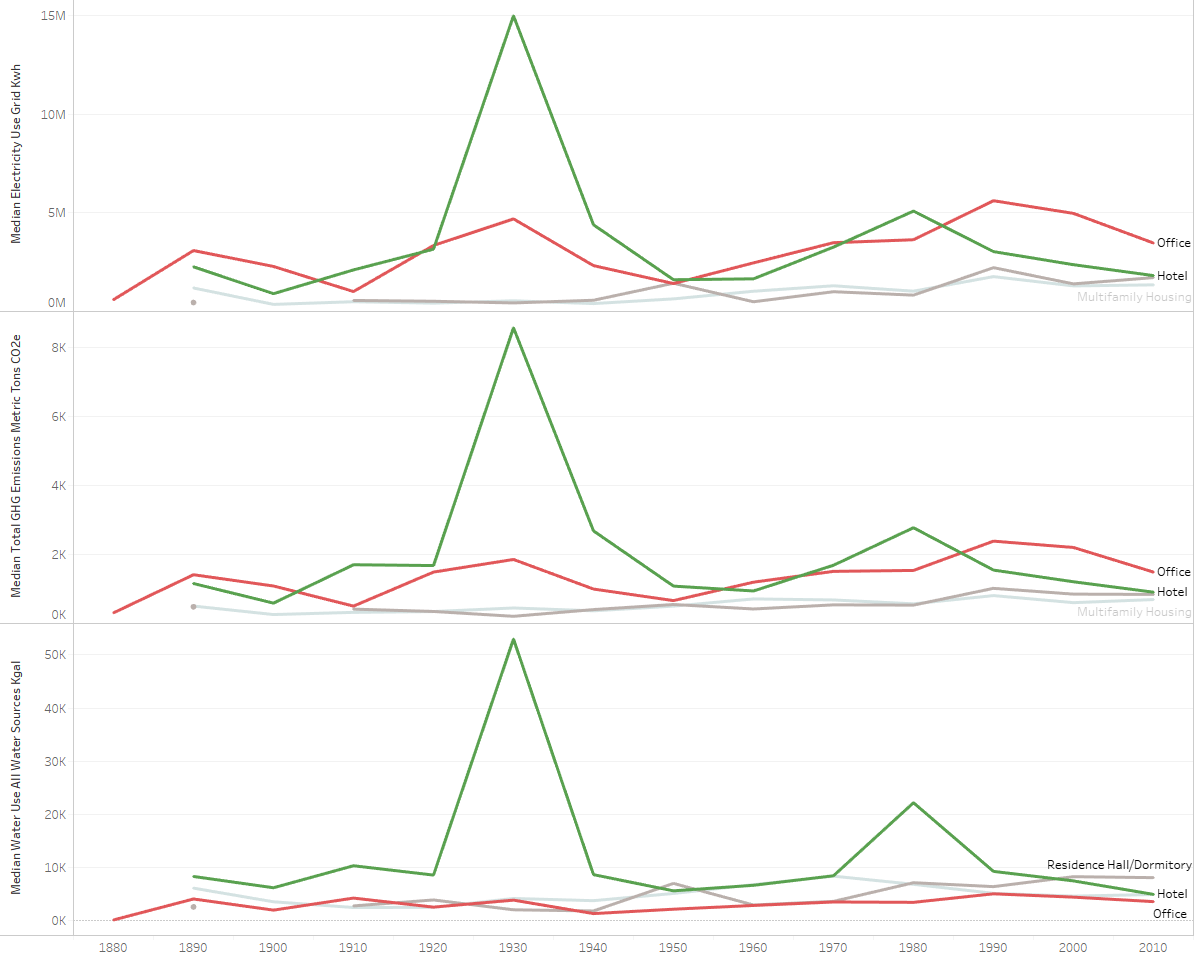 Median Electricity Use Grid Kwh
15M
10M
5M
0M
Office
Hotel
Multifamily Housing
Median Total GHG Emissions Metric Tons CO2e
8K
6K
4K
2K
0K
Office
Hotel
Multifamily Housing
Median Water Use All Water Sources Kgal
50K
40K
30K
20K
10K
0K
Residence Hall/Dormitory
Hotel
Office
1880 1890 1900 1910 1920 1930 1940 1950 1960 1970 1980 1990 2000 2010